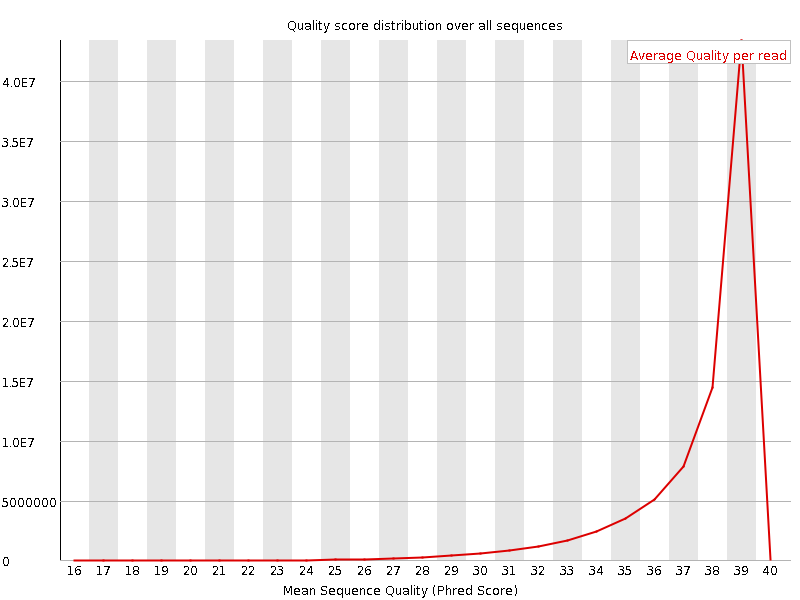 Quality score distribution over all sequences
Average Quality per read
4.0E7
3.5E7
3.0E7
2.5E7
2.0E7
1.5E7
1.0E7
5000000
0
16 17 18 19 20 21 22 23 24 25 26 27 28 29 30 31 32 33 34 35 36 37 38 39 40
Mean Sequence Quality (Phred Score)